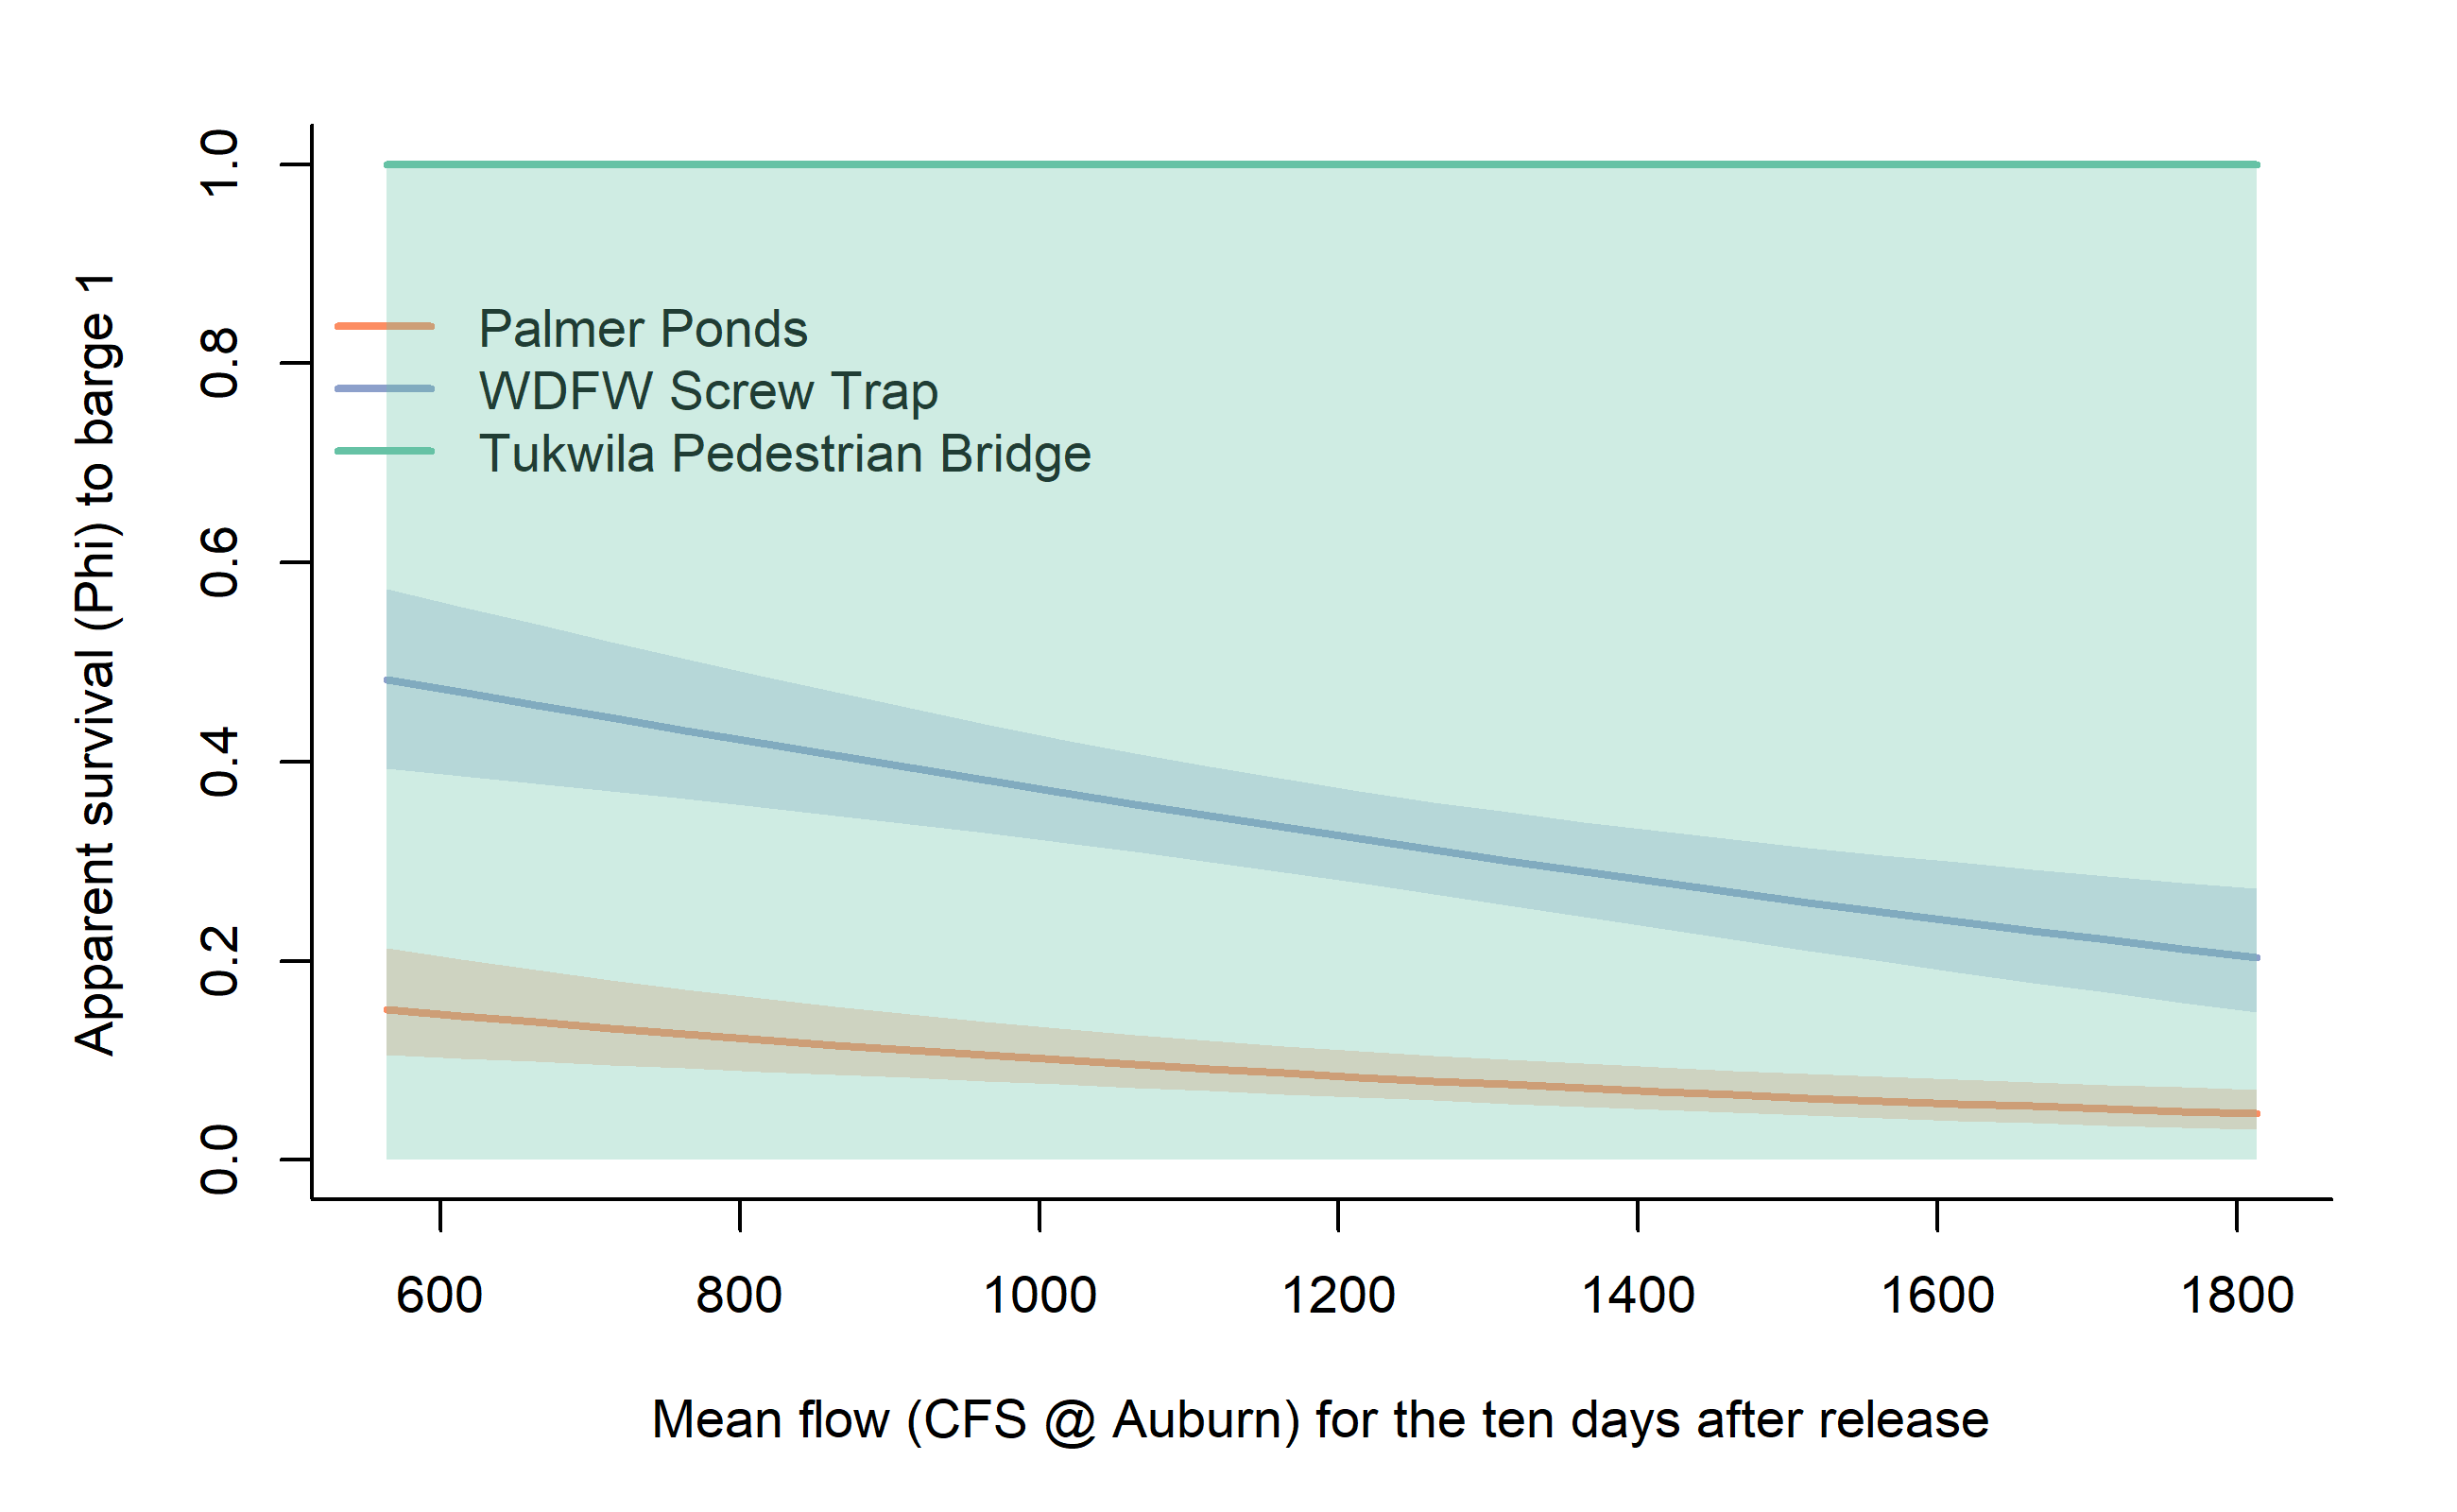 Apparent survival (Phi) to barge 1
1.0
0.8
0.6
0.4
0.2
0.0
Palmer Ponds
WDFW Screw Trap
Tukwila Pedestrian Bridge
600 800 1000 1200 1400 1600 1800
Mean flow (CFS @ Auburn) for the ten days after release